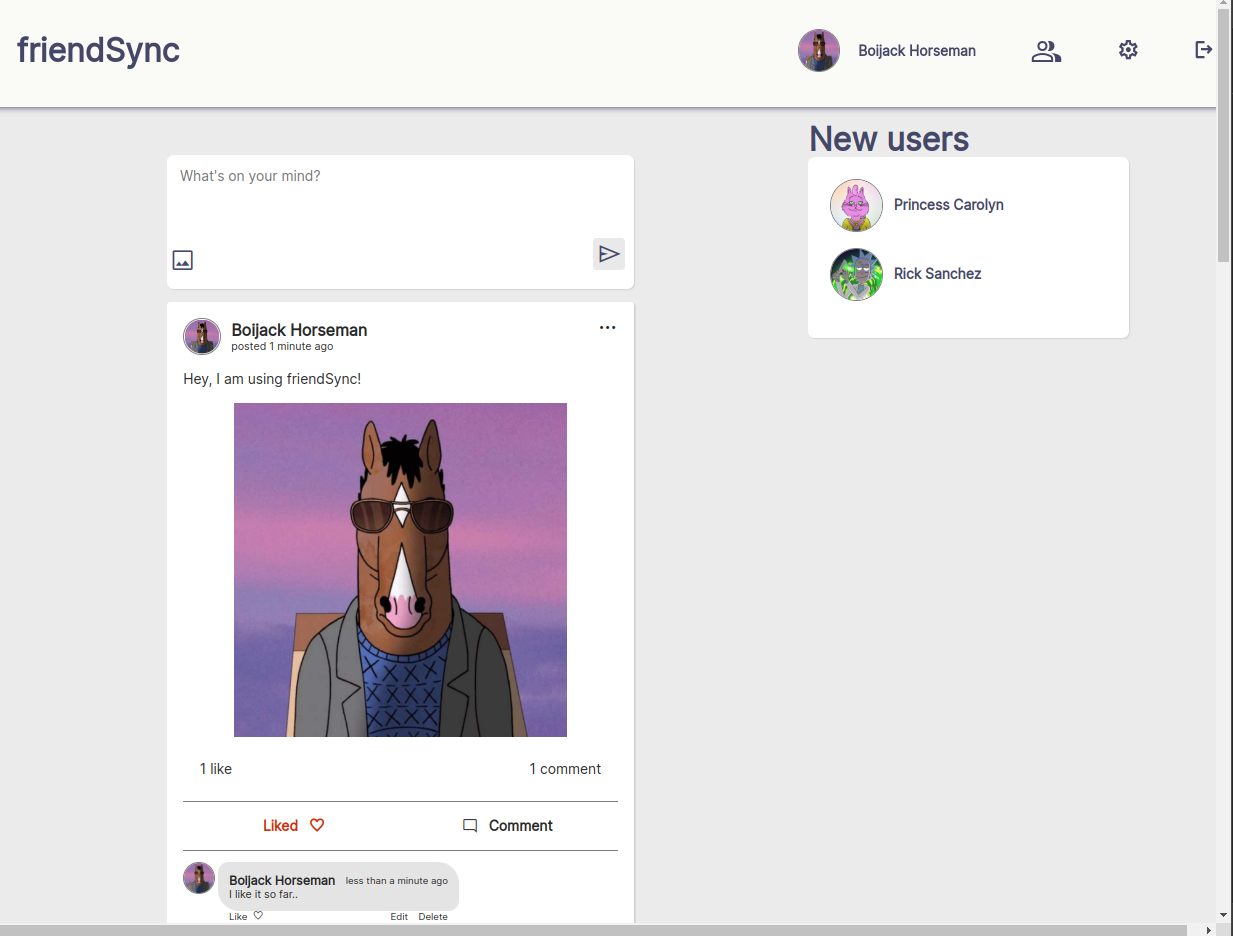 friendSync
Boijack Horseman
New users
What's on your mind?
Princess Carolyn
Rick Sanchez
Boijack Horseman
posted 1 minute ago
Hey, I am using friendSync!
1 like
1 comment
Liked
Comment
Boijack Horseman less than a minute ago
I like it so far..
Like
Edit Delete